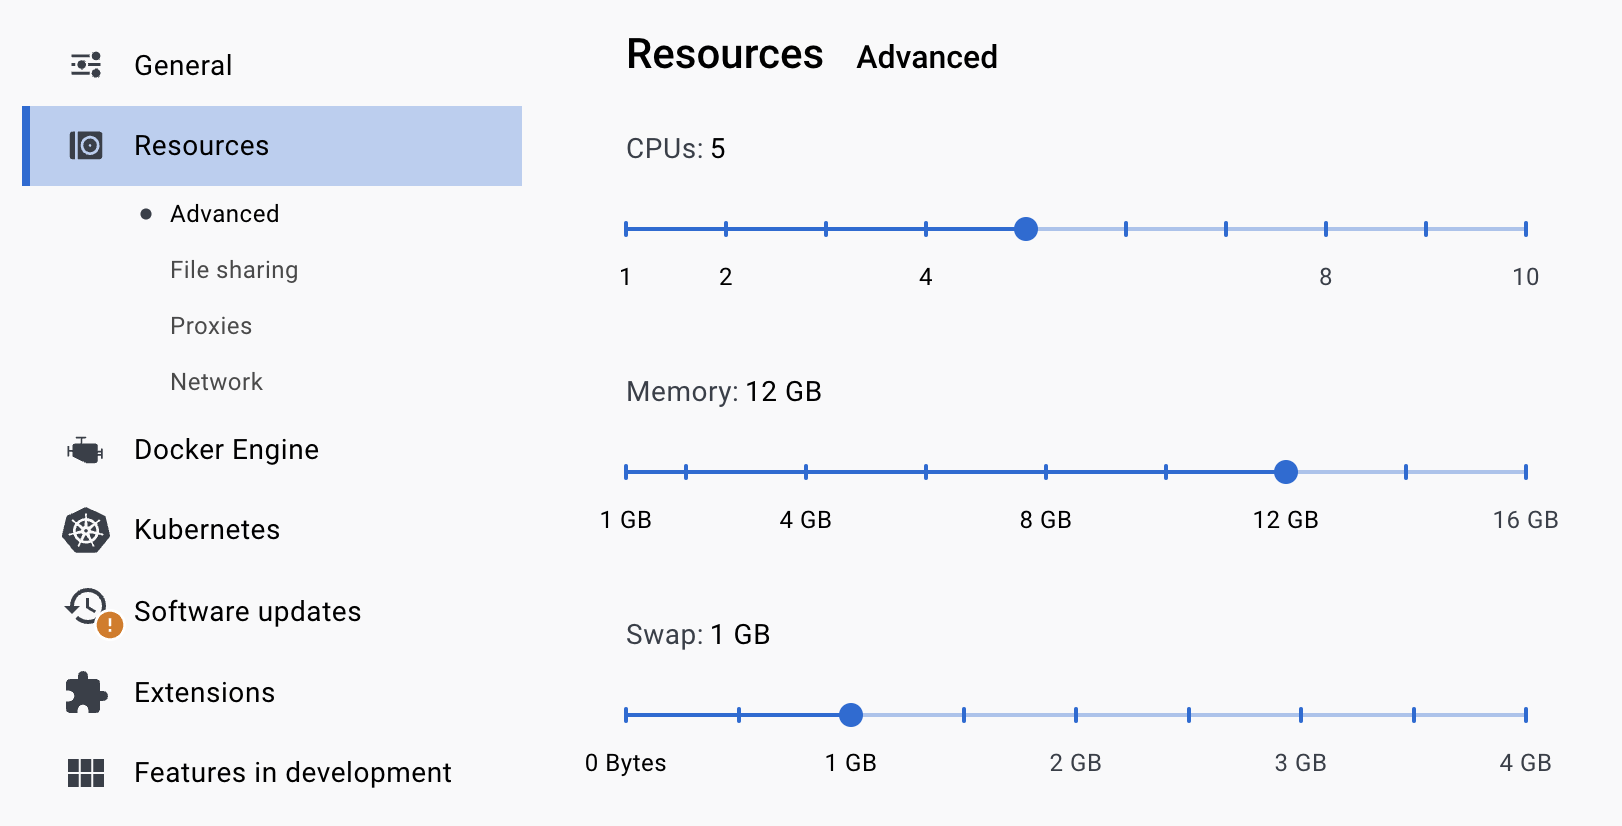 General
Resources
Advanced
File sharing
Proxies
Network
Docker Engine
Kubernetes
Software updates
Extensions
Features in development
Resources Advanced
CPUs: 5
1 2 4 8 10
Memory: 12 GB
1 GB 4 GB 8 GB 12 GB 16 GB
Swap: 1 GB
0 Bytes 1 GB 2 GB 3 GB 4 GB